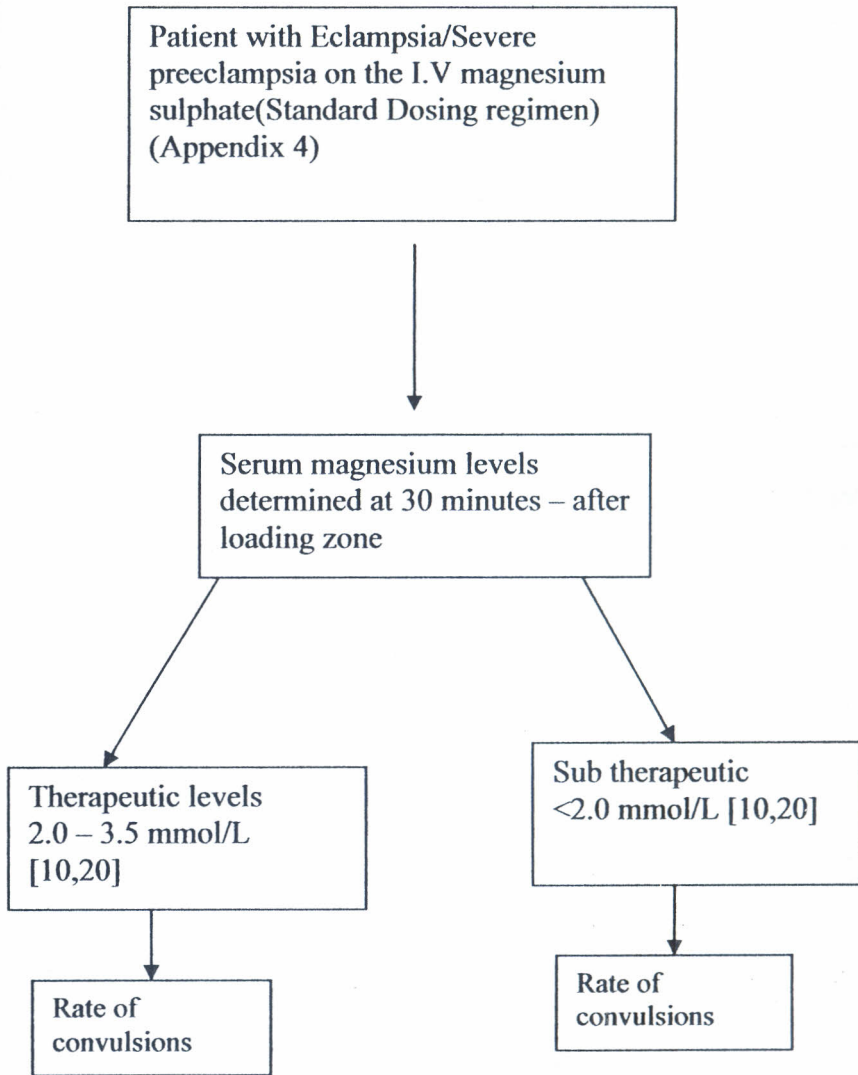 Patient with Eclampsia/Severe
preeclampsia on the I.V magnesium
sulphate(Standard Dosing regimen)
(Appendix 4)
Serum magnesium levels
determined at 30 minutes – after
loading zone
Therapeutic levels
2.0 – 3.5 mmol/L
[10,20]
Sub therapeutic
<2.0 mmol/L [10,20]
Rate of
convulsions
Rate of
convulsions